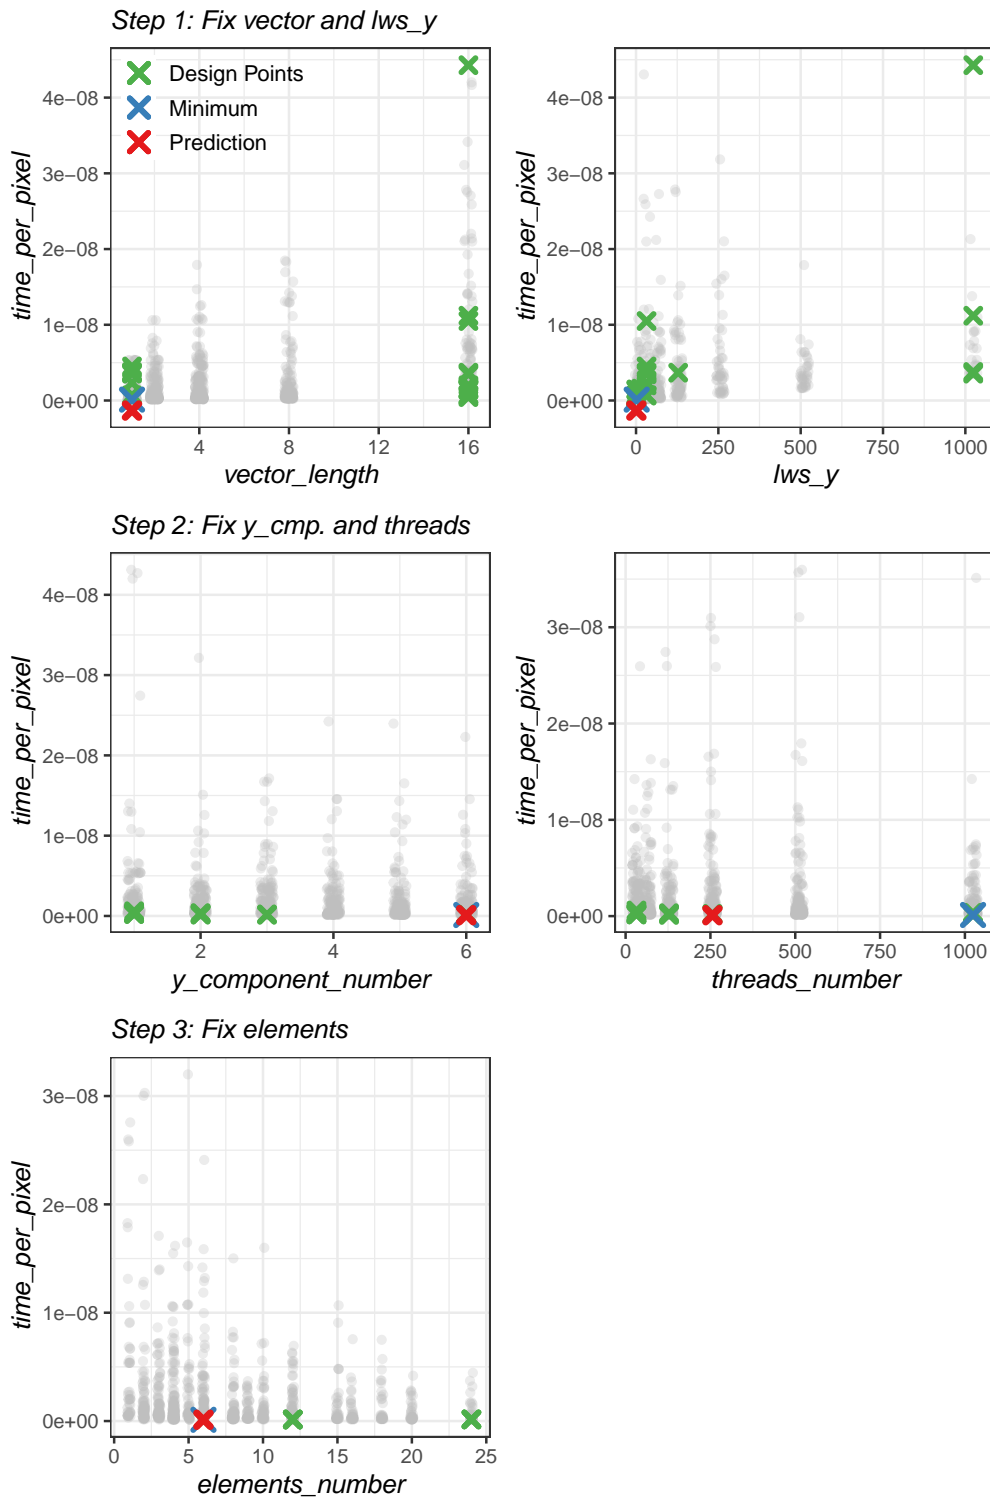 Step 1: Fix vector and lws_y
Design Points
Minimum
Prediction
time_per_pixel
4e−08
3e−08
2e−08
1e−08
0e+00
4
8
12
16
vector_length
time_per_pixel
4e−08
3e−08
2e−08
1e−08
0e+00
0
250
500
750
1000
lws_y
Step 2: Fix y_cmp. and threads
time_per_pixel
4e−08
3e−08
2e−08
1e−08
0e+00
2
4
6
y_component_number
time_per_pixel
3e−08
2e−08
1e−08
0e+00
0
250
500
750
1000
threads_number
Step 3: Fix elements
time_per_pixel
3e−08
2e−08
1e−08
0e+00
0
5
10
15
20
25
elements_number